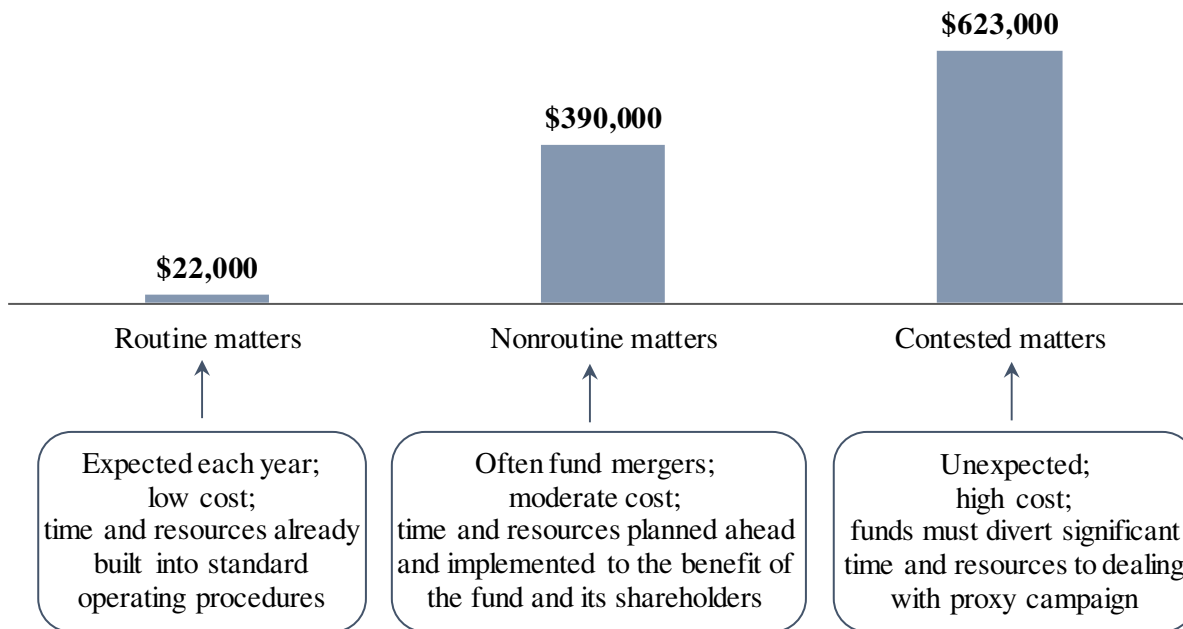 $623,000
$390,000
$22,000
Routine matters
Nonroutine matters
Contested matters
Expected each year;
low cost;
time and resources already
built into standard
operating procedures
Often fund mergers;
moderate cost;
time and resources planned ahead
and implemented to the benefit of
the fund and its shareholders
Unexpected;
high cost;
funds must divert significant
time and resources to dealing
with proxy campaign